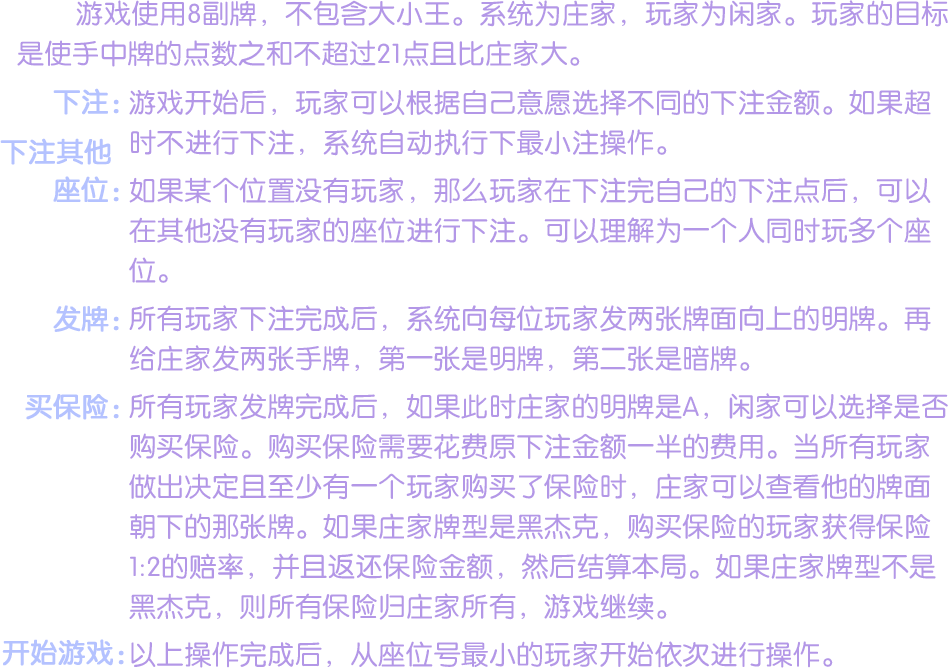 游戏使用8副牌，不包含大小王。系统为庄家，玩家为闲家。玩家的目标
是使手中牌的点数之和不超过21点且比庄家大。
下注：游戏开始后，玩家可以根据自己意愿选择不同的下注金额。如果超
时不进行下注，系统自动执行下最小注操作。
下注其他
座位：如果某个位置没有玩家，那么玩家在下注完自己的下注点后，可以
在其他没有玩家的座位进行下注。可以理解为一个人同时玩多个座
位。
发牌：所有玩家下注完成后，系统向每位玩家发两张牌面向上的明牌。再
给庄家发两张手牌，第一张是明牌，第二张是暗牌。
买保险：所有玩家发牌完成后，如果此时庄家的明牌是A，闲家可以选择是否
购买保险。购买保险需要花费原下注金额一半的费用。当所有玩家
做出决定且至少有一个玩家购买了保险时，庄家可以查看他的牌面
朝下的那张牌。如果庄家牌型是黑杰克，购买保险的玩家获得保险
1:2的赔率，并且返还保险金额，然后结算本局。如果庄家牌型不是
黑杰克，则所有保险归庄家所有，游戏继续。
开始游戏：以上操作完成后，从座位号最小的玩家开始依次进行操作。